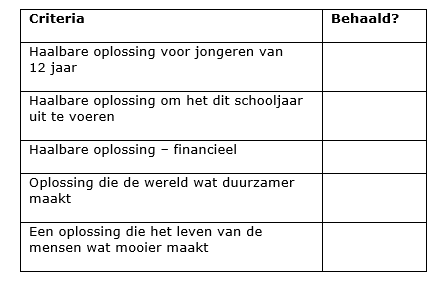 Criteria Behaald?
Haalbare oplossing voor jongeren van
12 jaar
Haalbare oplossing om het dit schooljaar
uit te voeren
Haalbare oplossing – financieel
Oplossing die de wereld wat duurzamer
maakt
Een oplossing die het leven van de
mensen wat mooier maakt